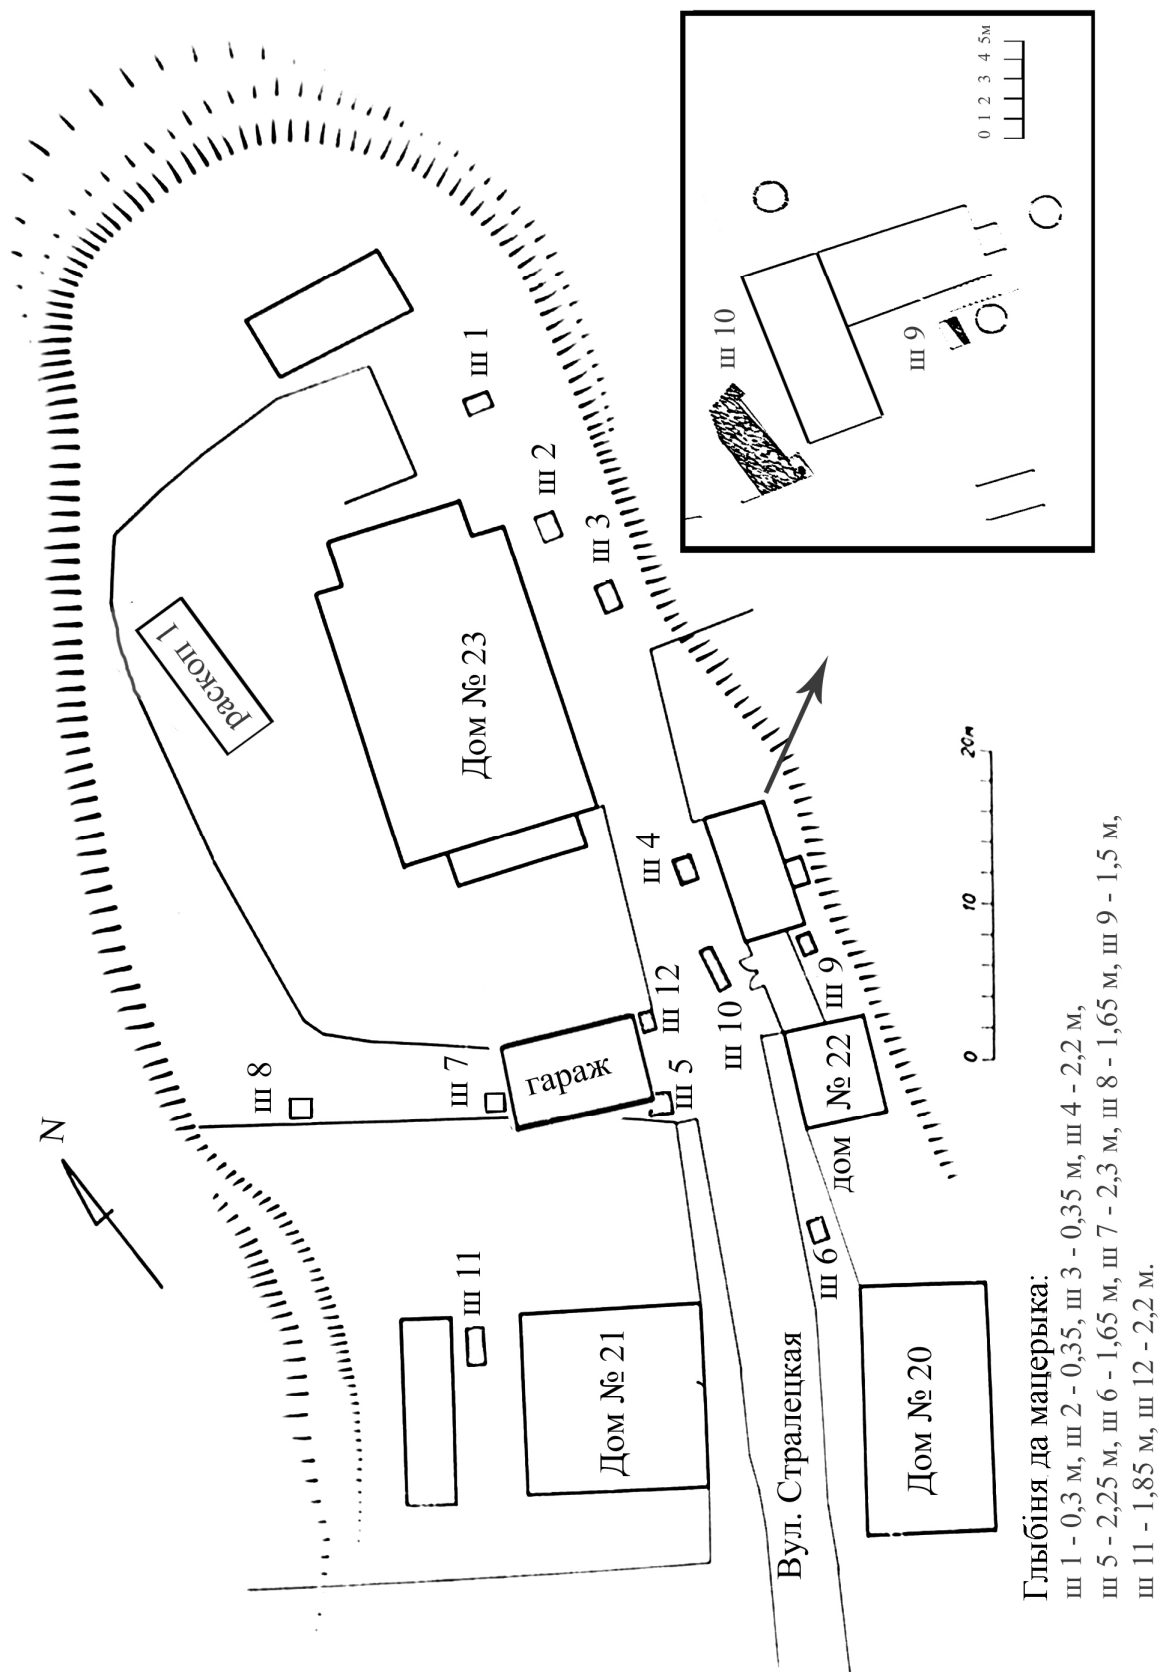 N
раскоп 1
Дом № 23
ш 1
ш 2
ш 3
ш 4
ш 8
ш 7
гараж
ш 12
ш 5
ш 10
ш 9
дом № 22
ш 6
ш 11
Дом № 21
Вул. Стралецкая
Дом № 20
0 10 20м
ш 10
ш 9
0 1 2 3 4 5м
Глыбіня да мацерыка:
ш 1 - 0,3 м, ш 2 - 0,35, ш 3 - 0,35 м, ш 4 - 2,2 м,
ш 5 - 2,25 м, ш 6 - 1,65 м, ш 7 - 2,3 м, ш 8 - 1,65 м, ш 9 - 1,5 м,
ш 11 - 1,85 м, ш 12 - 2,2 м.